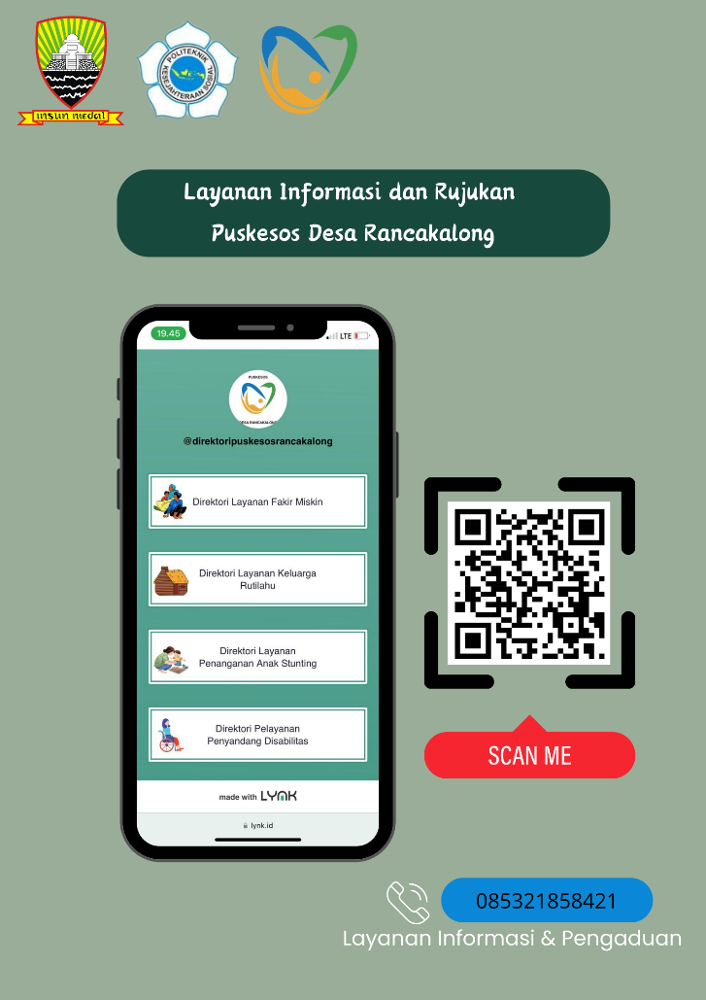 insun medal
POLITEKNIK
KESEJAHTERAAN SOSIAL
Layanan Informasi dan Rujukan
Puskesos Desa Rancakalong
19.45
LTE
PUSKESOS
DESA RANCAKALONG
@direktoripuskesosrancakalong
Direktori Layanan Fakir Miskin
Direktori Layanan Keluarga
Rutilahu
Direktori Layanan
Penanganan Anak Stunting
Direktori Pelayanan
Penyandang Disabilitas
made with LYNK
lynk.id
SCAN ME
085321858421
Layanan Informasi & Pengaduan